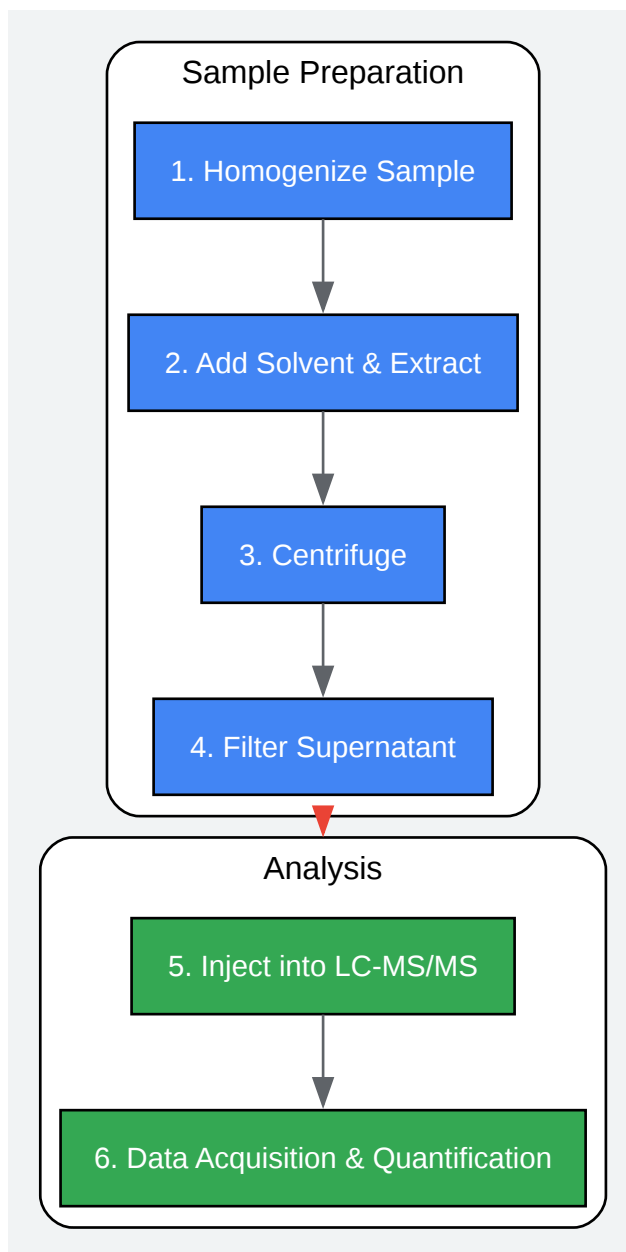 Sample Preparation
1. Homogenize Sample
2. Add Solvent & Extract
3. Centrifuge
4. Filter Supernatant
Analysis
5. Inject into LC-MS/MS
6. Data Acquisition & Quantification